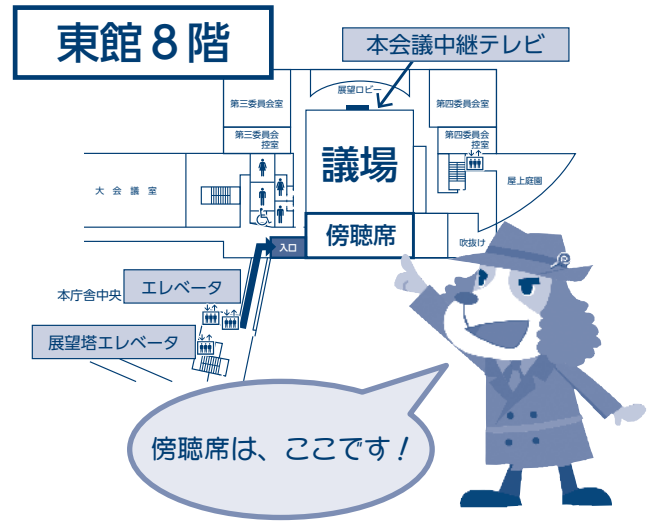 東館8階
本会議中継テレビ
展望ロビー
第三委員会室
第四委員会室
第三委員会
控室
第四委員会
控室
議場
大会議室
屋上庭園
傍聴席
入口
吹抜け
本庁舎中央
エレベータ
展望塔エレベータ
傍聴席は、ここです！